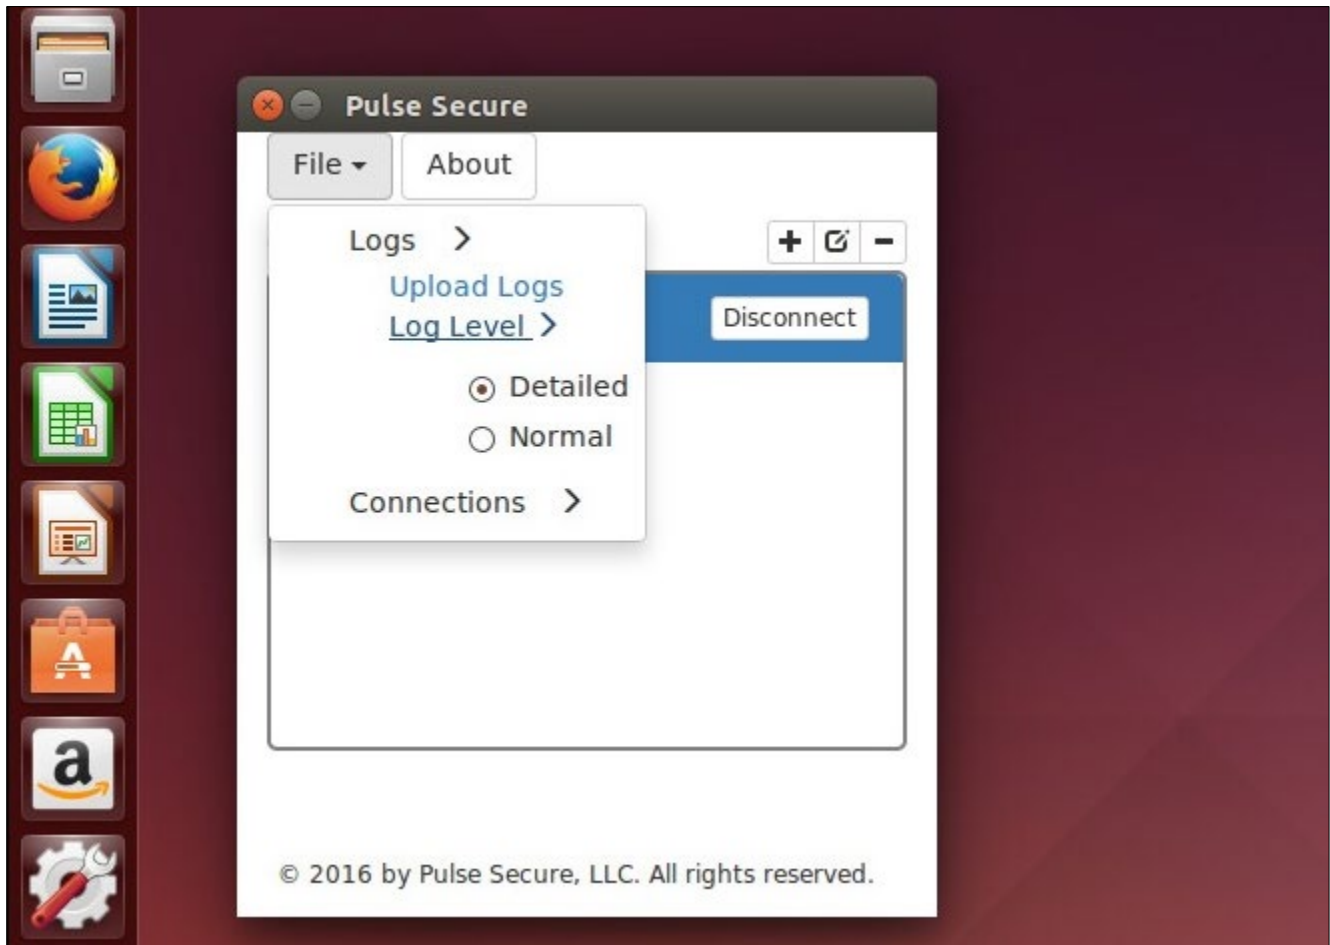 Pulse Secure
File About
Logs
Upload Logs
Log Level
Disconnect
Detailed
Normal
Connections
© 2016 by Pulse Secure, LLC. All rights reserved.
a